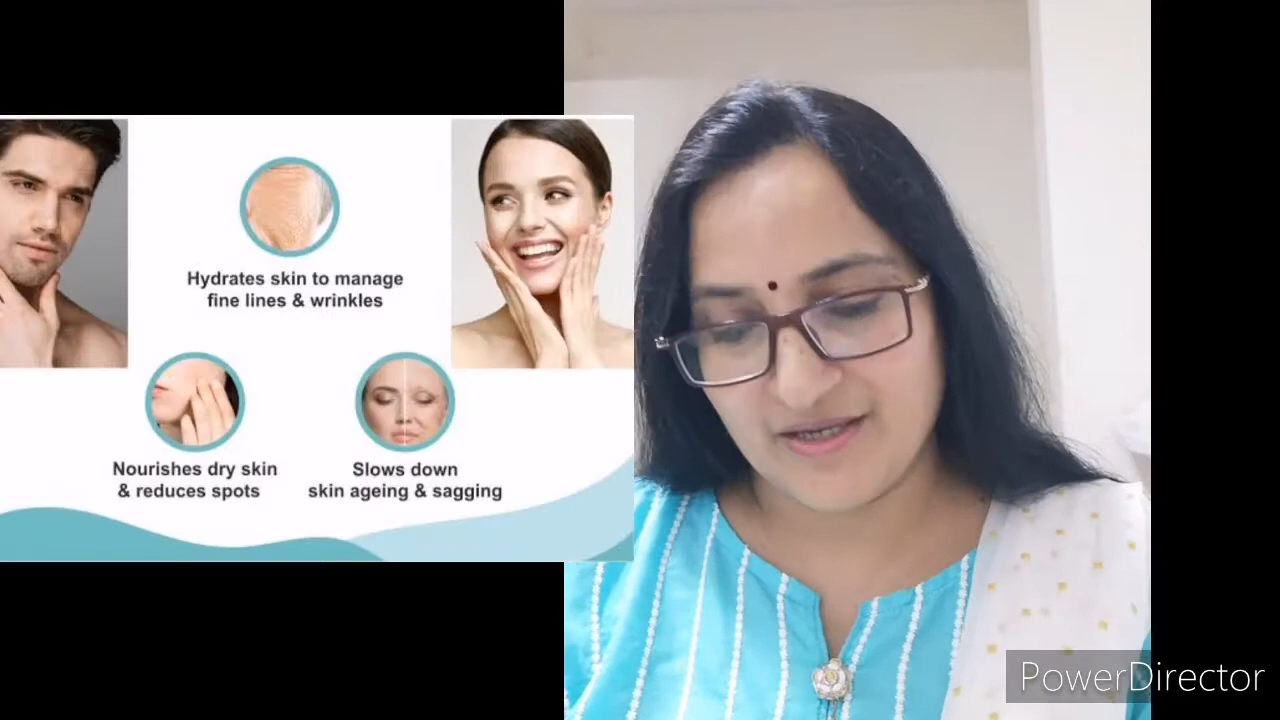 Hydrates skin to manage
fine lines & wrinkles
Nourishes dry skin
& reduces spots
Slows down
skin ageing & sagging
PowerDirector